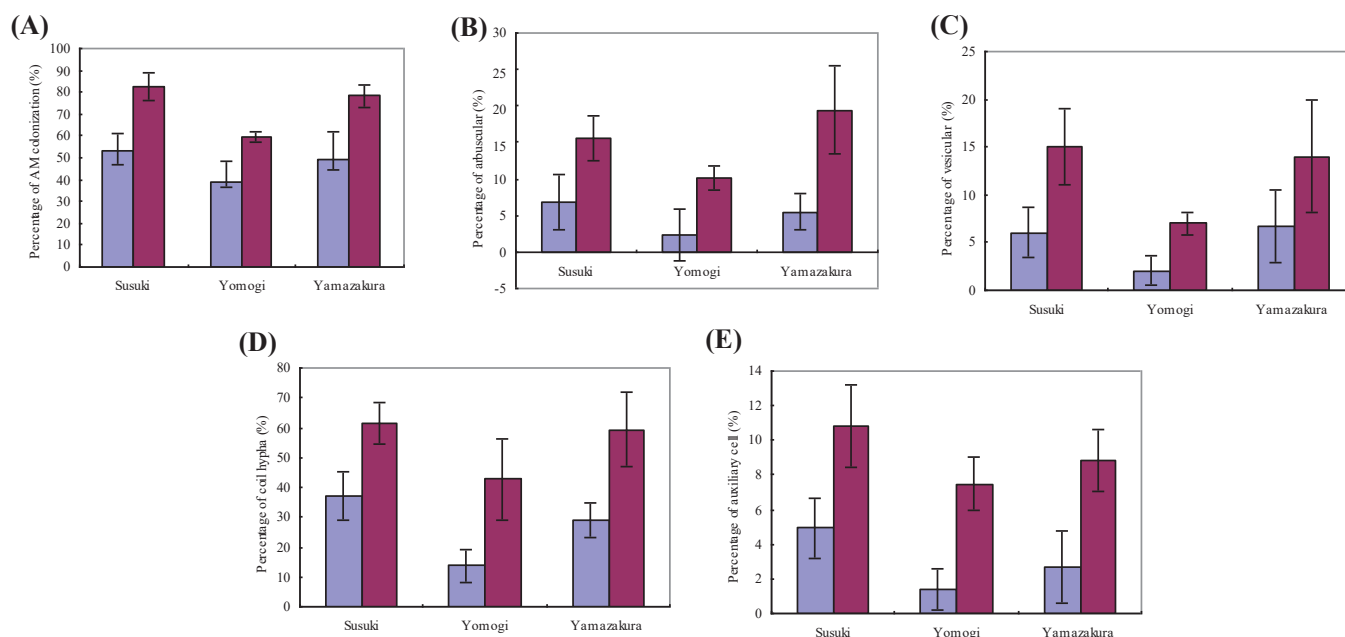 (A)
Percentage of AM colonization (%)
100
90
80
70
60
50
40
30
20
10
0
Susuki Yomogi Yamazakura
(B)
Percentage of arbuscular (%)
30
25
20
15
10
5
0
-5
Susuki Yomogi Yamazakura
(C)
Percentage of vesicular (%)
25
20
15
10
5
0
Susuki Yomogi Yamazakura
(D)
Percentage of coil hypha (%)
80
70
60
50
40
30
20
10
0
Susuki Yomogi Yamazakura
(E)
Percentage of auxiliary cell (%)
14
12
10
8
6
4
2
0
Susuki Yomogi Yamazakura